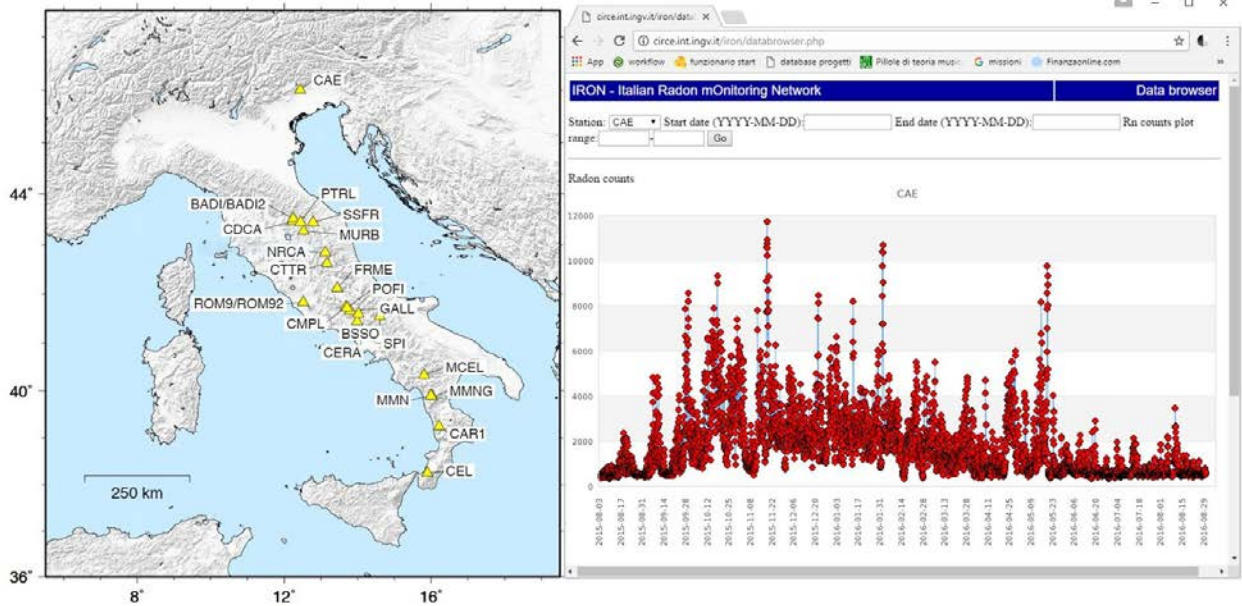 CAE
44°
PTRL
BADI/BADI2
SSFR
CDCA
MURB
NRCA
CTTR
FRME
POFI
ROM9/ROM92
GALL
CMPL
BSSO
SPI
CERA
MCEL
40°
MMN
MMNG
CAR1
CEL
250 km
36°
8° 12° 16°
circe.int.ingv.it/iron/data
circe.int.ingv.it/iron/databrowser.php
App workflow funzionario start database progetti Pillole di teoria music missioni Finanzaonline.com
IRON - Italian Radon mOnitoring Network Data browser
Station: CAE Start date (YYYY-MM-DD): End date (YYYY-MM-DD): Rn counts plot
range: - Go
Radon counts
CAE
12000
10000
8000
6000
4000
2000
0
2015-08-03 2015-08-17 2015-08-31 2015-09-14 2015-09-28 2015-10-12 2015-10-25 2015-11-08 2015-11-22 2015-12-06 2015-12-20 2016-01-03 2016-01-17 2016-01-31 2016-02-14 2016-02-28 2016-03-13 2016-03-28 2016-04-11 2016-04-25 2016-05-09 2016-05-23 2016-06-06 2016-06-20 2016-07-04 2016-07-18 2016-08-01 2016-08-15 2016-08-29